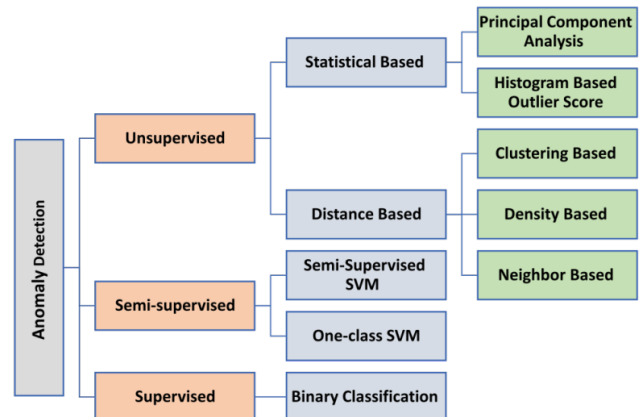 Anomaly Detection
Unsupervised
Statistical Based
Principal Component
Analysis
Histogram Based
Outlier Score
Distance Based
Clustering Based
Density Based
Neighbor Based
Semi-supervised
Semi-Supervised
SVM
One-class SVM
Supervised
Binary Classification